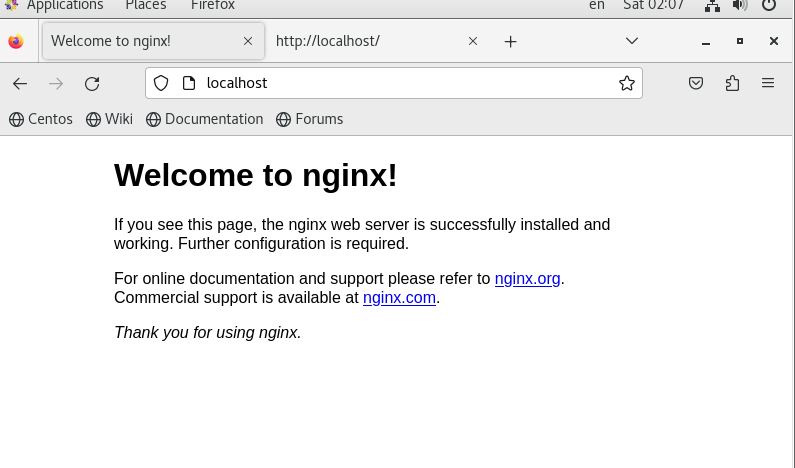 Applications Places Firefox en Sat 02:07
Welcome to nginx! http://localhost/
localhost
Centos Wiki Documentation Forums
Welcome to nginx!
If you see this page, the nginx web server is successfully installed and
working. Further configuration is required.
For online documentation and support please refer to nginx.org.
Commercial support is available at nginx.com.
Thank you for using nginx.